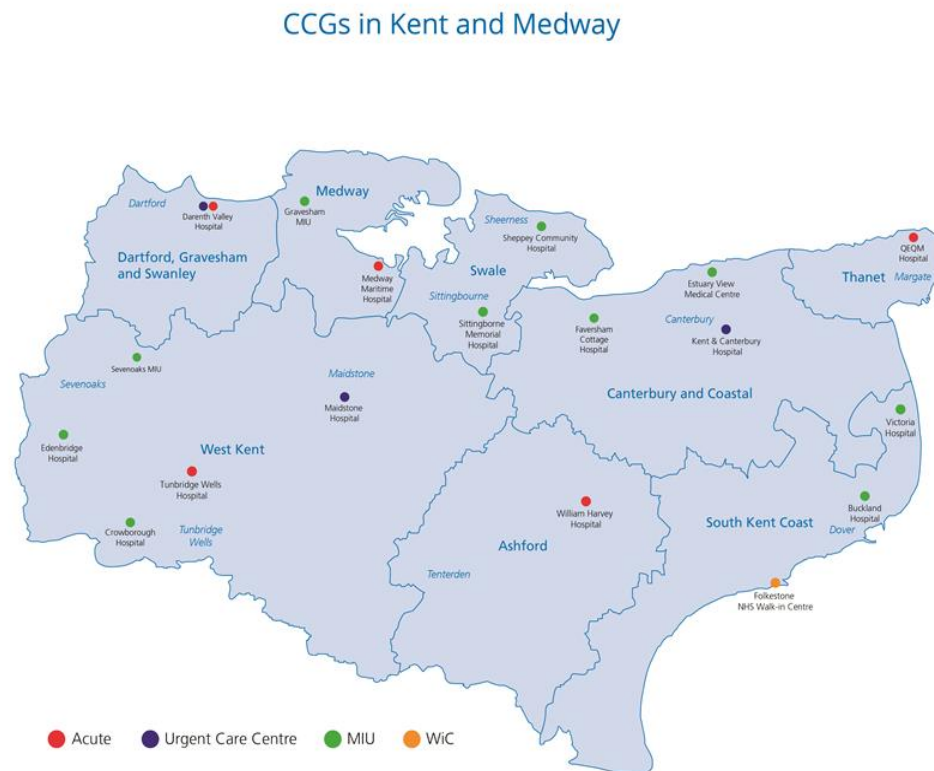 CCGs in Kent and Medway
Medway
Dartford
Gravesham
MIU
Darenth Valley
Hospital
Sheerness
Sheppey Community
Hospital
QEQM
Hospital
Dartford, Gravesham
and Swanley
Medway
Maritime
Hospital
Swale
Thanet
Margate
Estuary View
Medical Centre
Sittingbourne
Sittingborne
Memorial
Hospital
Faversham
Cottage
Hospital
Canterbury
Kent & Canterbury
Hospital
Sevenoaks MIU
Sevenoaks
Maidstone
Maidstone
Hospital
Canterbury and Coastal
Victoria
Hospital
Edenbridge
Hospital
West Kent
Tunbridge Wells
Hospital
William Harvey
Hospital
Buckland
Hospital
South Kent Coast
Dover
Crowborough
Hospital
Tunbridge
Wells
Ashford
Tenterden
Folkestone
NHS Walk-in Centre
Acute
Urgent Care Centre
MIU
WiC